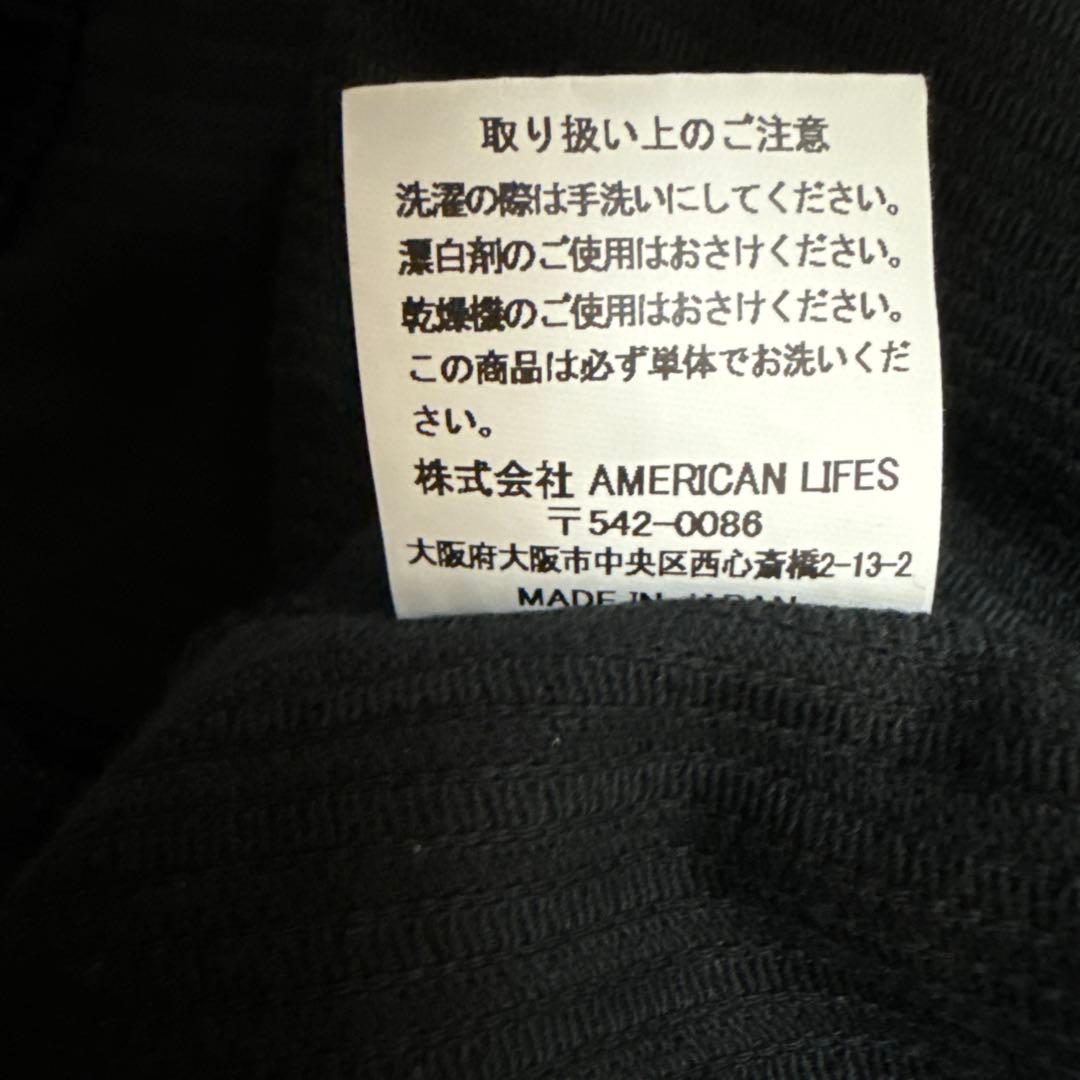 取り扱い上のご注意
洗濯の際は手洗いにしてください。
漂白剤のご使用はおさけください。
乾燥機のご使用はおさけください。
この商品は必ず単体でお洗いくだ
さい。
株式会社 AMERICAN LIFES
〒542-0086
大阪府大阪市中央区西心斎橋2-13-2
MADE IN JAPAN